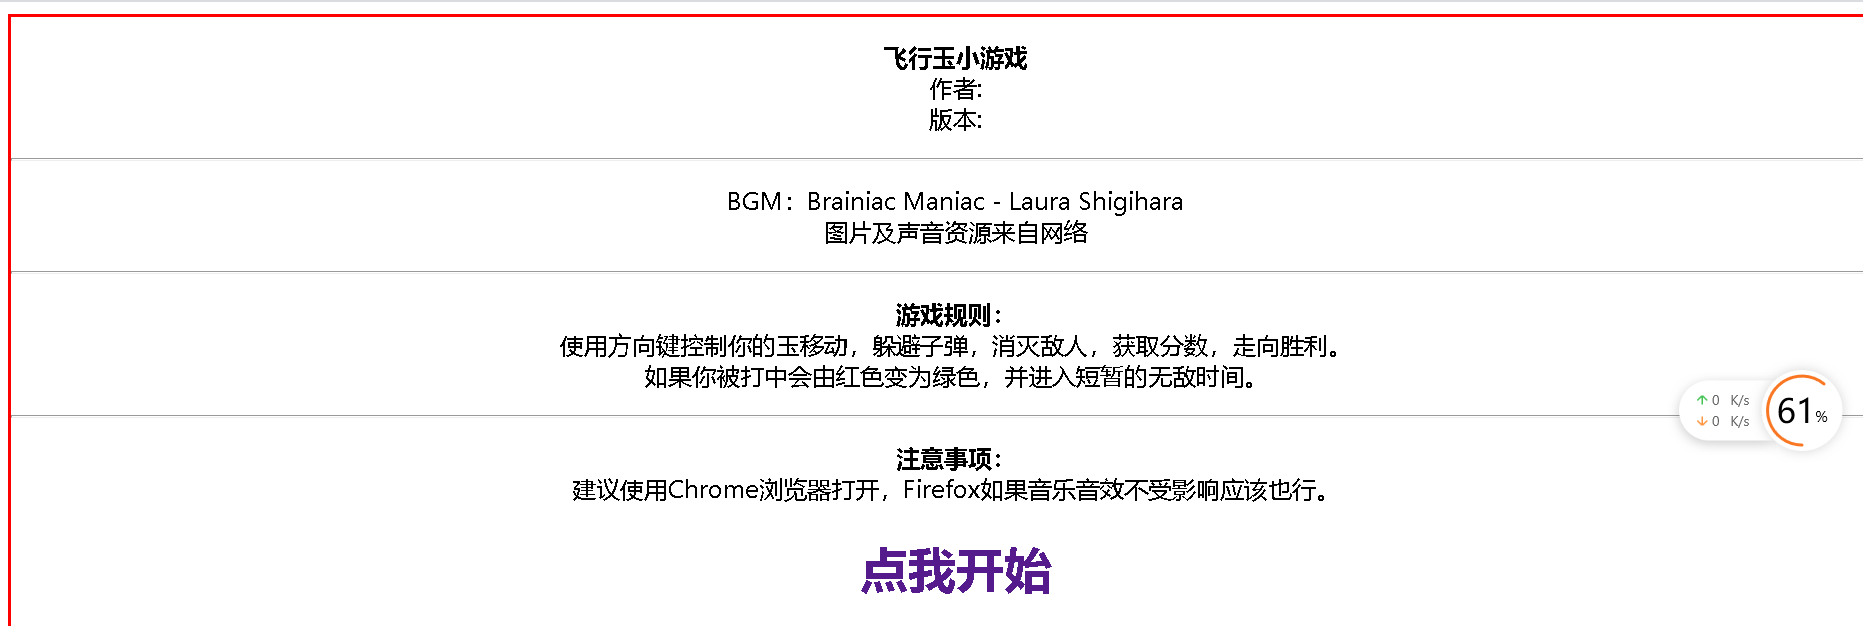 飞行玉小游戏
作者:
版本:
BGM：Brainiac Maniac - Laura Shigihara
图片及声音资源来自网络
游戏规则：
使用方向键控制你的玉移动，躲避子弹，消灭敌人，获取分数，走向胜利。
如果你被打中会由红色变为绿色，并进入短暂的无敌时间。
↑ 0 K/s
↓ 0 K/s
61%
注意事项：
建议使用Chrome浏览器打开，Firefox如果音乐音效不受影响应该也行。
点我开始